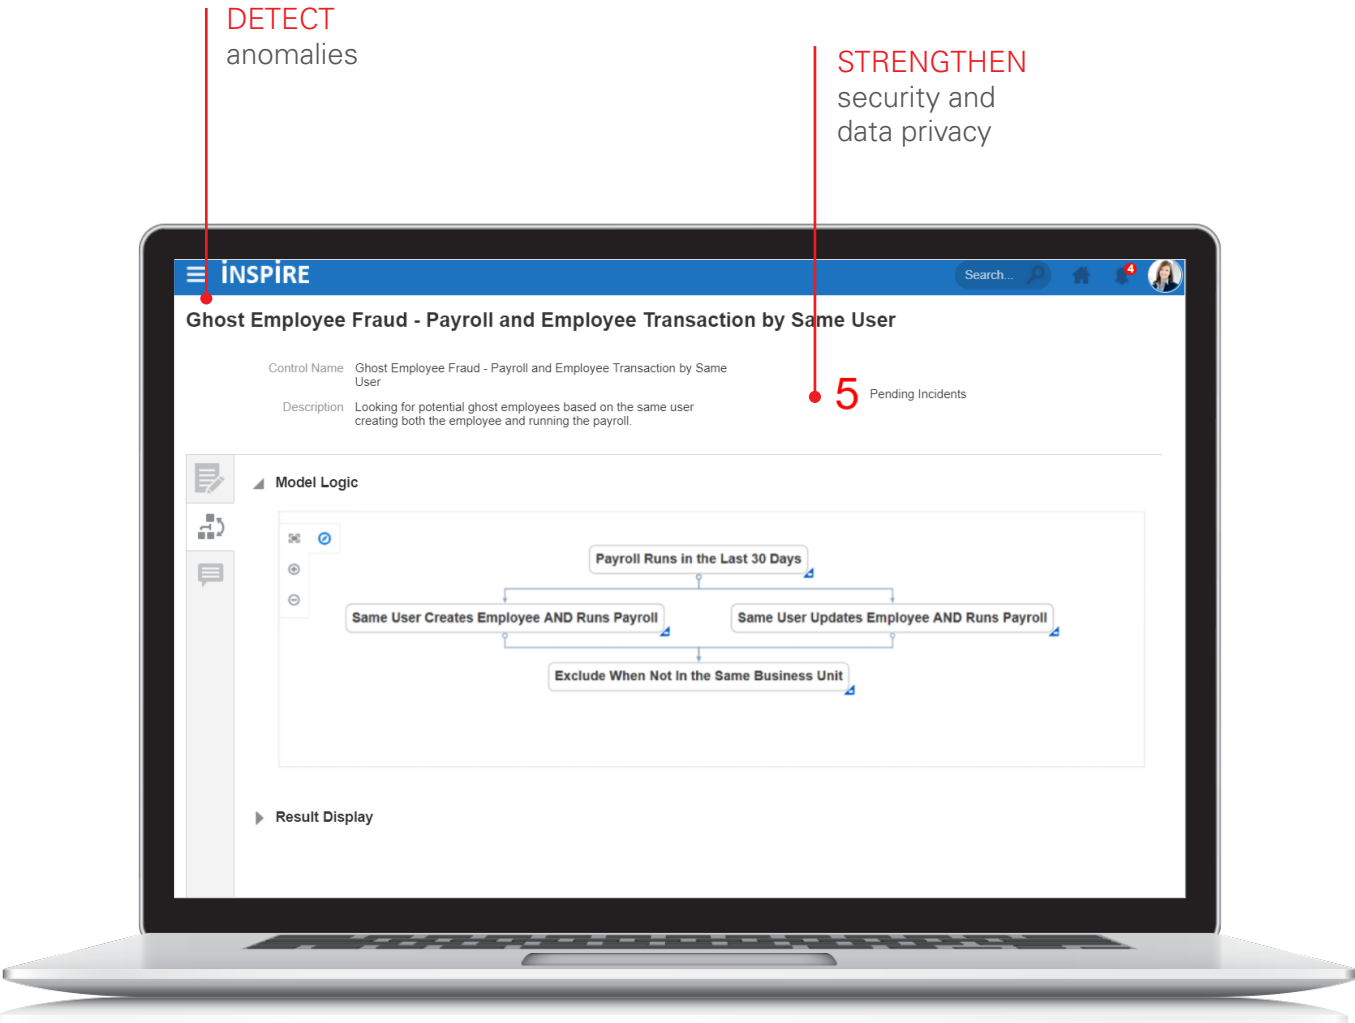 DETECT
anomalies
STRENGTHEN
security and
data privacy
iNSPiRE
Search...
4
Ghost Employee Fraud - Payroll and Employee Transaction by Same User
Control Name
Ghost Employee Fraud - Payroll and Employee Transaction by Same
User
Description
Looking for potential ghost employees based on the same user
creating both the employee and running the payroll.
5 Pending Incidents
Model Logic
Payroll Runs in the Last 30 Days
Same User Creates Employee AND Runs Payroll
Same User Updates Employee AND Runs Payroll
Exclude When Not In the Same Business Unit
Result Display